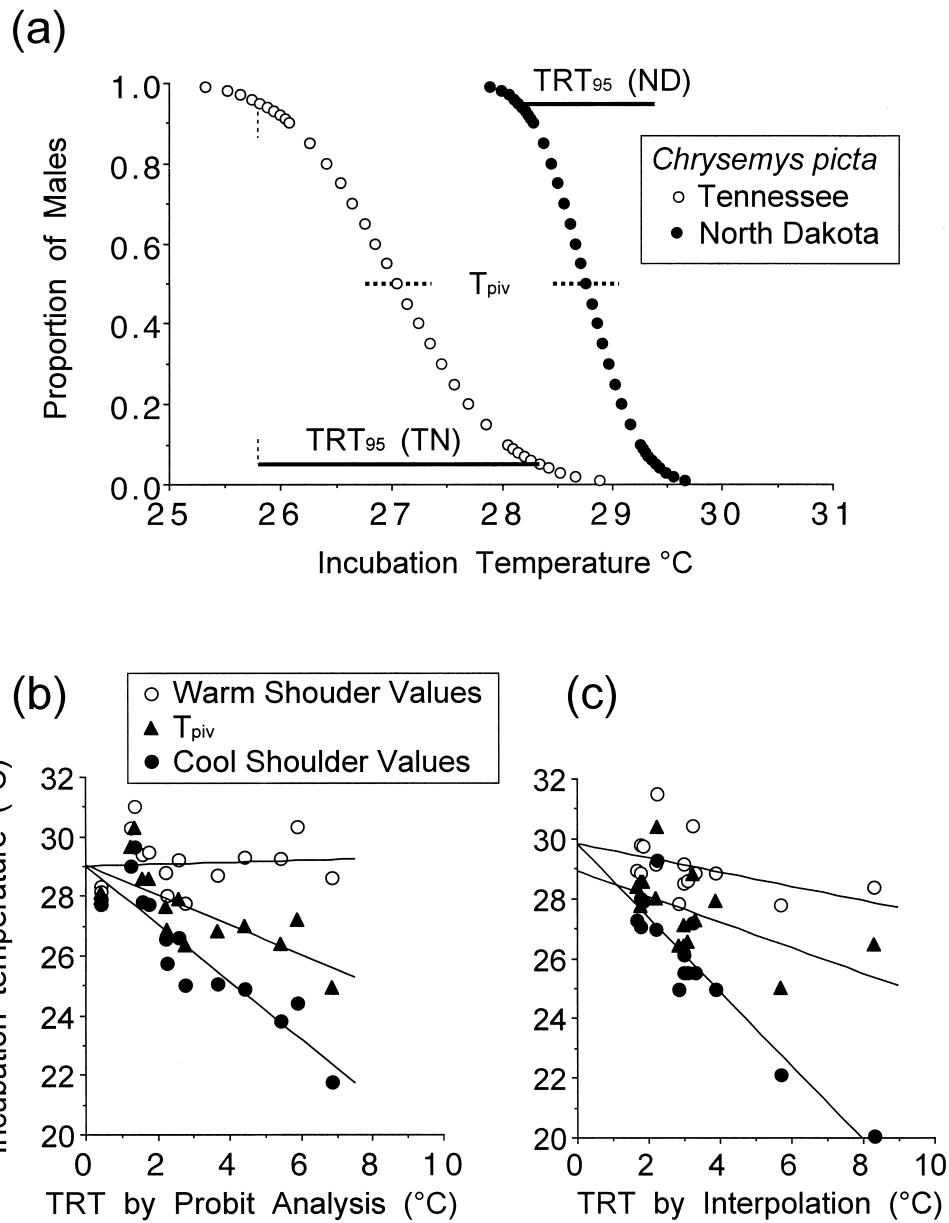 (a)
TRT95 (ND)
1.0
0.8
0.6
0.4
0.2
0.0
Proportion of Males
Chrysemys picta
Tennessee
North Dakota
Tpiv
TRT95 (TN)
25 26 27 28 29 30 31
Incubation Temperature °C
(b)
Warm Shouder Values
Tpiv
Cool Shoulder Values
32
30
28
26
24
22
20
0 2 4 6 8 10
TRT by Probit Analysis (°C)
(c)
32
30
28
26
24
22
20
0 2 4 6 8 10
TRT by Interpolation (°C)